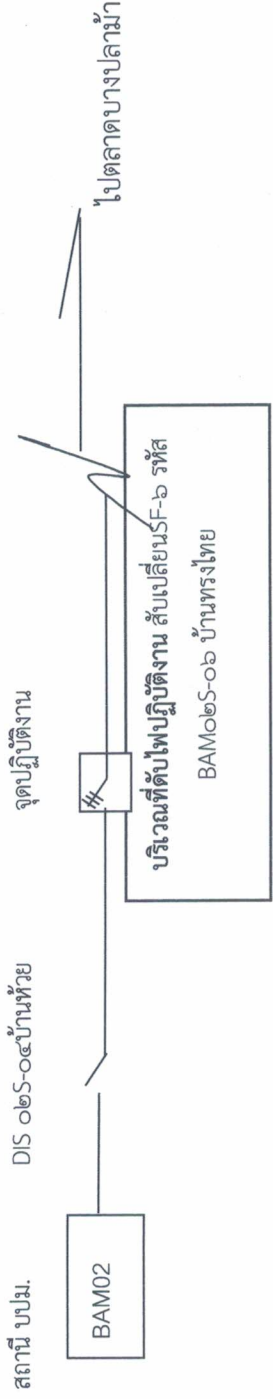 สถานี บปม.
DIS ๐๒S-๐๔บ้านห้วย
จุดปฏิบัติงาน
BAM02
ไปตลาดบางปลาม้า
บริเวณที่ดับไฟปฏิบัติงาน สับเปลี่ยนSF-๖ รหัส
BAM๐๒S-๐๖ บ้านทรงไทย